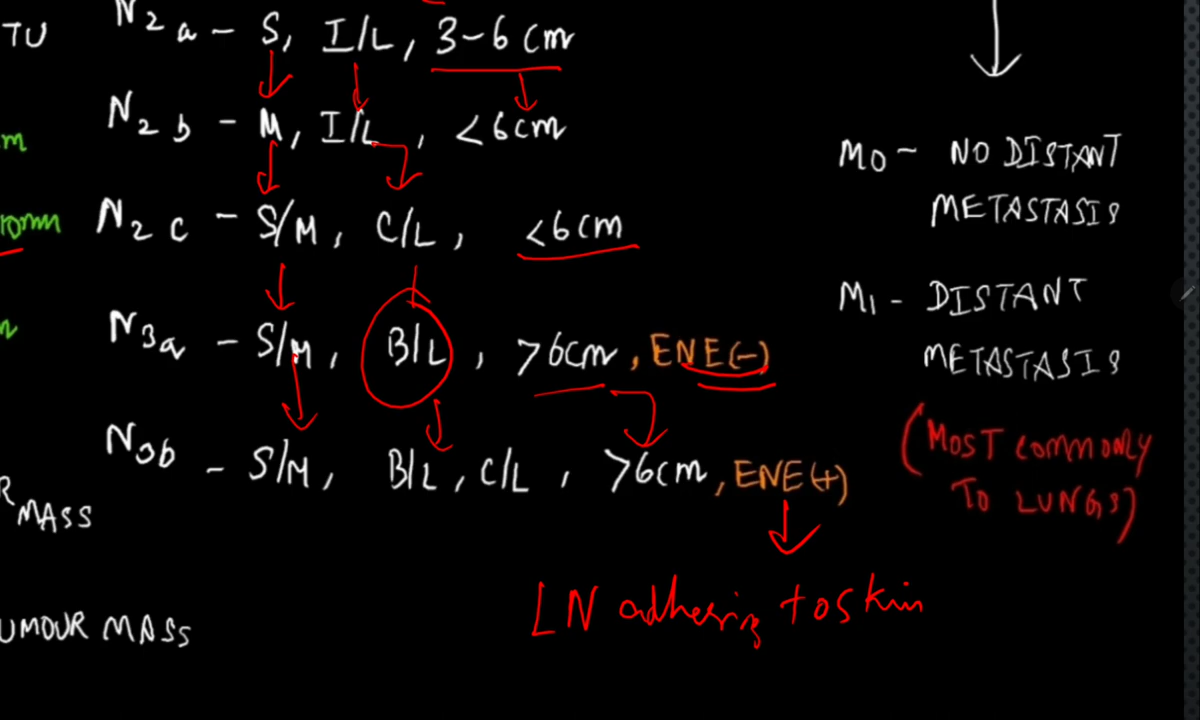 TU
N2a - S, I/L, 3-6 cm
m
N2b - M, I/L, <6cm
N2c - S/M, C/L, <6cm
N3a - S/M, B/L, >6cm, ENE(-)
N3b - S/M, B/L, C/L, >6cm, ENE(+)
R MASS
LN adhering to skin
UMOUR MASS
M0 - NO DISTANT
METASTASIS
M1 - DISTANT
METASTASIS
(MOST COMMONLY
TO LUNGS)